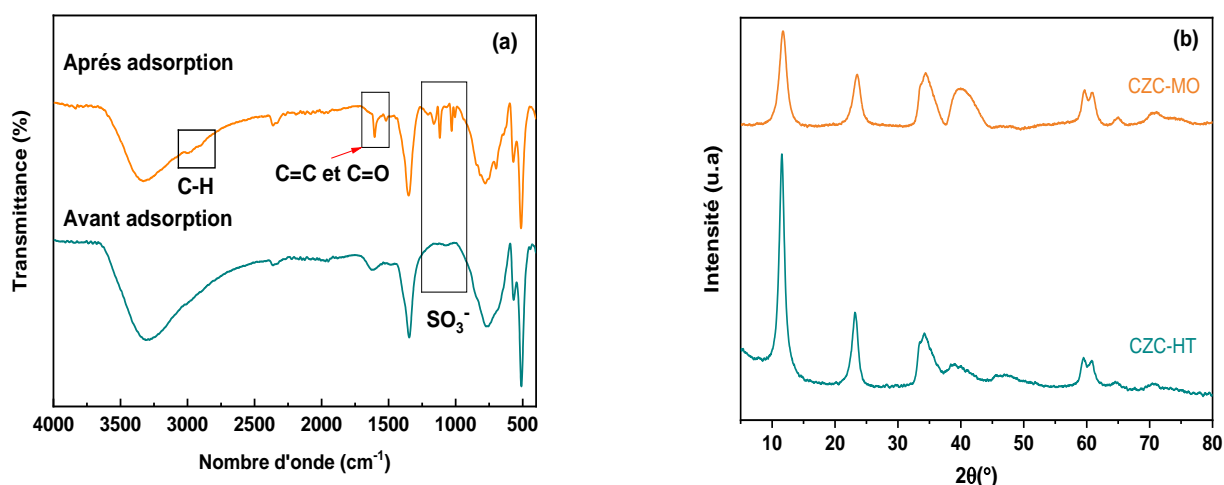 (a)
Aprés adsorption
C-H
C=C et C=O
Avant adsorption
SO₃⁻
Transmittance (%)
4000 3500 3000 2500 2000 1500 1000 500
Nombre d'onde (cm⁻¹)
(b)
CZC-MO
CZC-HT
Intensité (u.a)
10 20 30 40 50 60 70 80
2θ(°)